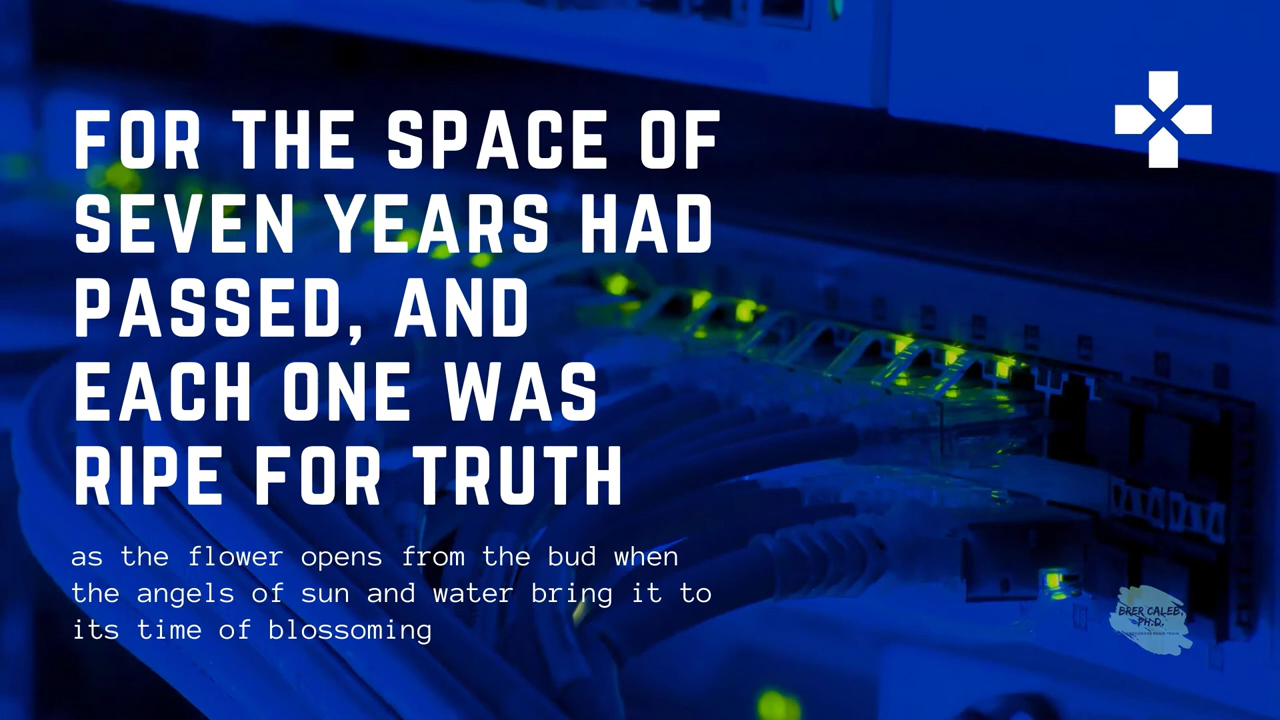 FOR THE SPACE OF
SEVEN YEARS HAD
PASSED, AND
EACH ONE WAS
RIPE FOR TRUTH
as the flower opens from the bud when
the angels of sun and water bring it to
its time of blossoming
BRER CALEB,
PH.D.